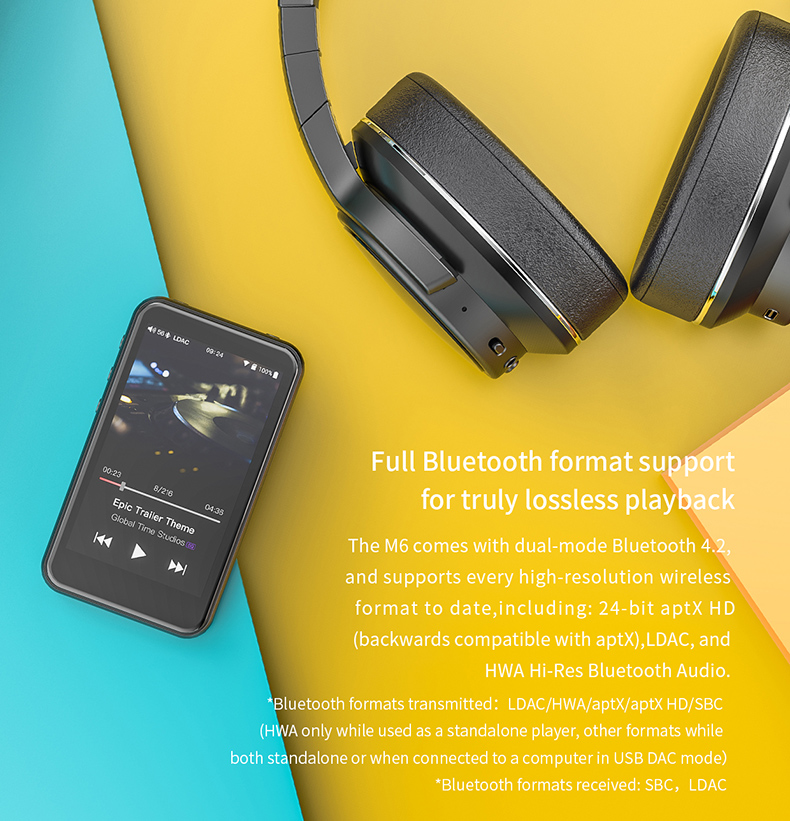 56 LDAC
09:24
100%
00:23
8/216
04:36
Epic Trailer Theme
Global Time Studios
Full Bluetooth format support
for truly lossless playback
The M6 comes with dual-mode Bluetooth 4.2,
and supports every high-resolution wireless
format to date,including: 24-bit aptX HD
(backwards compatible with aptX),LDAC, and
HWA Hi-Res Bluetooth Audio.
*Bluetooth formats transmitted：LDAC/HWA/aptX/aptX HD/SBC
(HWA only while used as a standalone player, other formats while
both standalone or when connected to a computer in USB DAC mode）
*Bluetooth formats received: SBC，LDAC